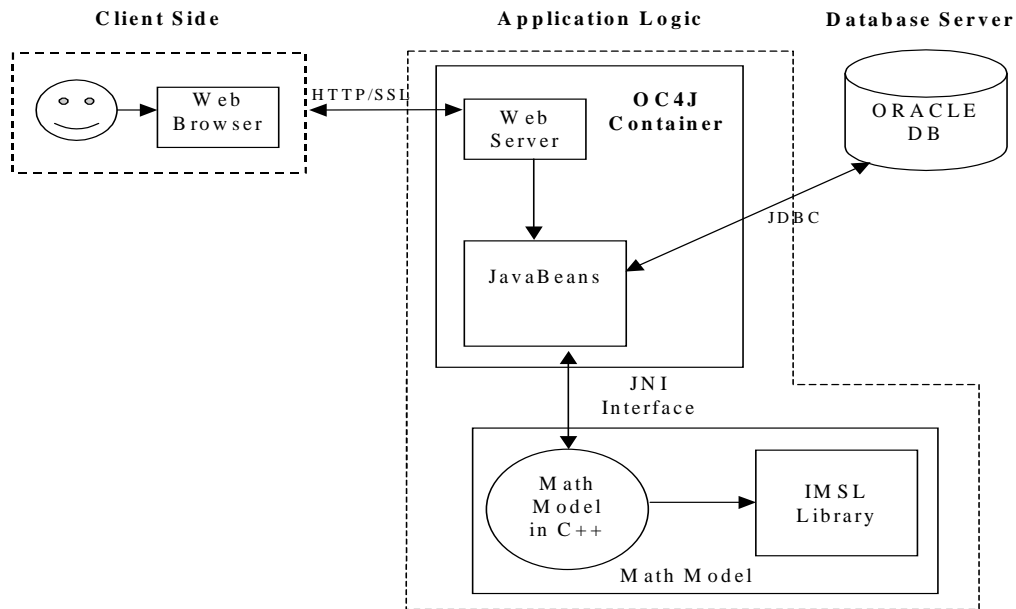 Client Side
Application Logic
Database Server
Web
Browser
HTTP/SSL
Web
Server
OC4J
Container
ORACLE
DB
JDBC
JavaBeans
JNI
Interface
Math
Model
in C++
IMSL
Library
Math Model